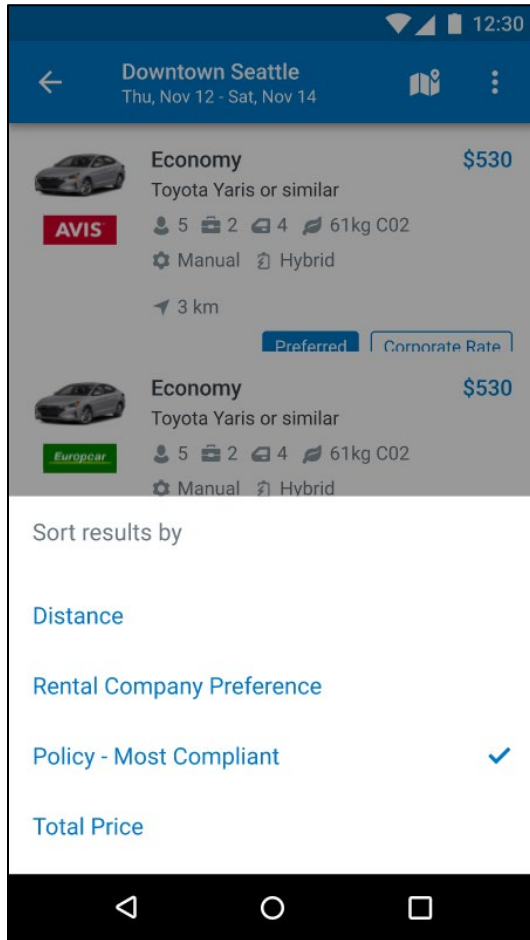 12:30
Downtown Seattle
Thu, Nov 12 - Sat, Nov 14
Economy $530
Toyota Yaris or similar
AVIS 5 2 4 61kg C02
Manual Hybrid
3 km
Preferred Corporate Rate
Economy $530
Toyota Yaris or similar
Europcar 5 2 4 61kg C02
Manual Hybrid
Sort results by
Distance
Rental Company Preference
Policy - Most Compliant
Total Price